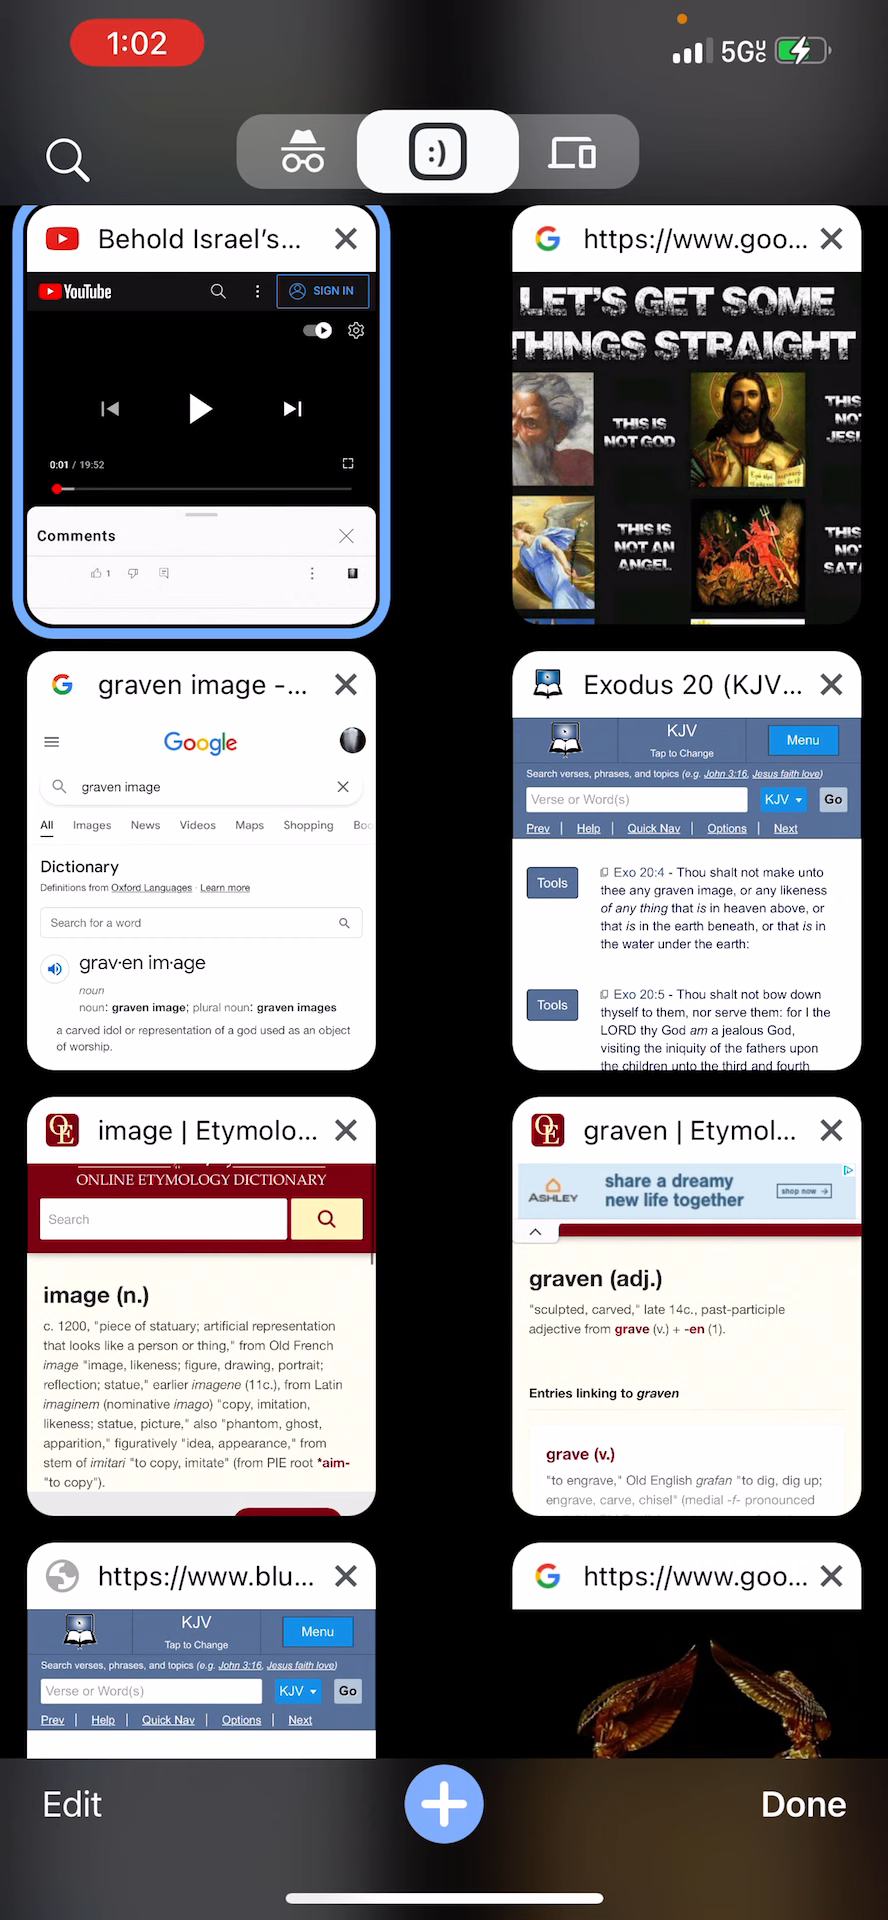 1:02
5G UC
:)
Behold Israel's...
YouTube
SIGN IN
0:01 / 19:52
Comments
1
https://www.goo...
LET'S GET SOME
THINGS STRAIGHT
THIS IS
NOT GOD
THIS IS
NOT AN
ANGEL
graven image -...
Google
graven image
All Images News Videos Maps Shopping Boo
Dictionary
Definitions from Oxford Languages · Learn more
Search for a word
grav·en im·age
noun
noun: graven image; plural noun: graven images
a carved idol or representation of a god used as an object
of worship.
Exodus 20 (KJV...
KJV
Tap to Change
Menu
Search verses, phrases, and topics (e.g. John 3:16, Jesus faith love)
Verse or Word(s)
KJV
Go
Prev | Help | Quick Nav | Options | Next
Tools
Exo 20:4 - Thou shalt not make unto
thee any graven image, or any likeness
of any thing that is in heaven above, or
that is in the earth beneath, or that is in
the water under the earth:
Tools
Exo 20:5 - Thou shalt not bow down
thyself to them, nor serve them: for I the
LORD thy God am a jealous God,
visiting the iniquity of the fathers upon
the children unto the third and fourth
OE
image | Etymolo...
ONLINE ETYMOLOGY DICTIONARY
Search
image (n.)
c. 1200, "piece of statuary; artificial representation
that looks like a person or thing," from Old French
image "image, likeness; figure, drawing, portrait;
reflection; statue," earlier imagene (11c.), from Latin
imaginem (nominative imago) "copy, imitation,
likeness; statue, picture," also "phantom, ghost,
apparition," figuratively "idea, appearance," from
stem of imitari "to copy, imitate" (from PIE root *aim-
"to copy").
OE
graven | Etymol...
ASHLEY
share a dreamy
new life together
shop now →
graven (adj.)
"sculpted, carved," late 14c., past-participle
adjective from grave (v.) + -en (1).
Entries linking to graven
grave (v.)
"to engrave," Old English grafan "to dig, dig up;
engrave, carve, chisel" (medial -f- pronounced
https://www.blu...
KJV
Tap to Change
Menu
Search verses, phrases, and topics (e.g. John 3:16, Jesus faith love)
Verse or Word(s)
KJV
Go
Prev | Help | Quick Nav | Options | Next
https://www.goo...
Edit
Done